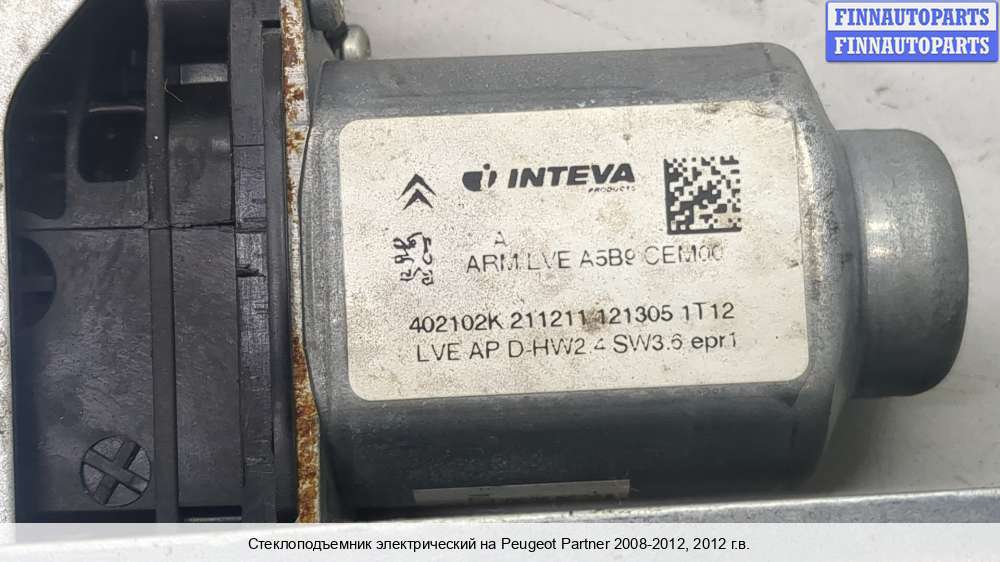 FINNAUTOPARTS
FINNAUTOPARTS
INTEVA
PRODUCTS
A
ARM LVE A5B9 CEM00
402102K 211211 121305 1T12
LVE AP D-HW2.4 SW3.6 epr1
Стеклоподъемник электрический на Peugeot Partner 2008-2012, 2012 г.в.